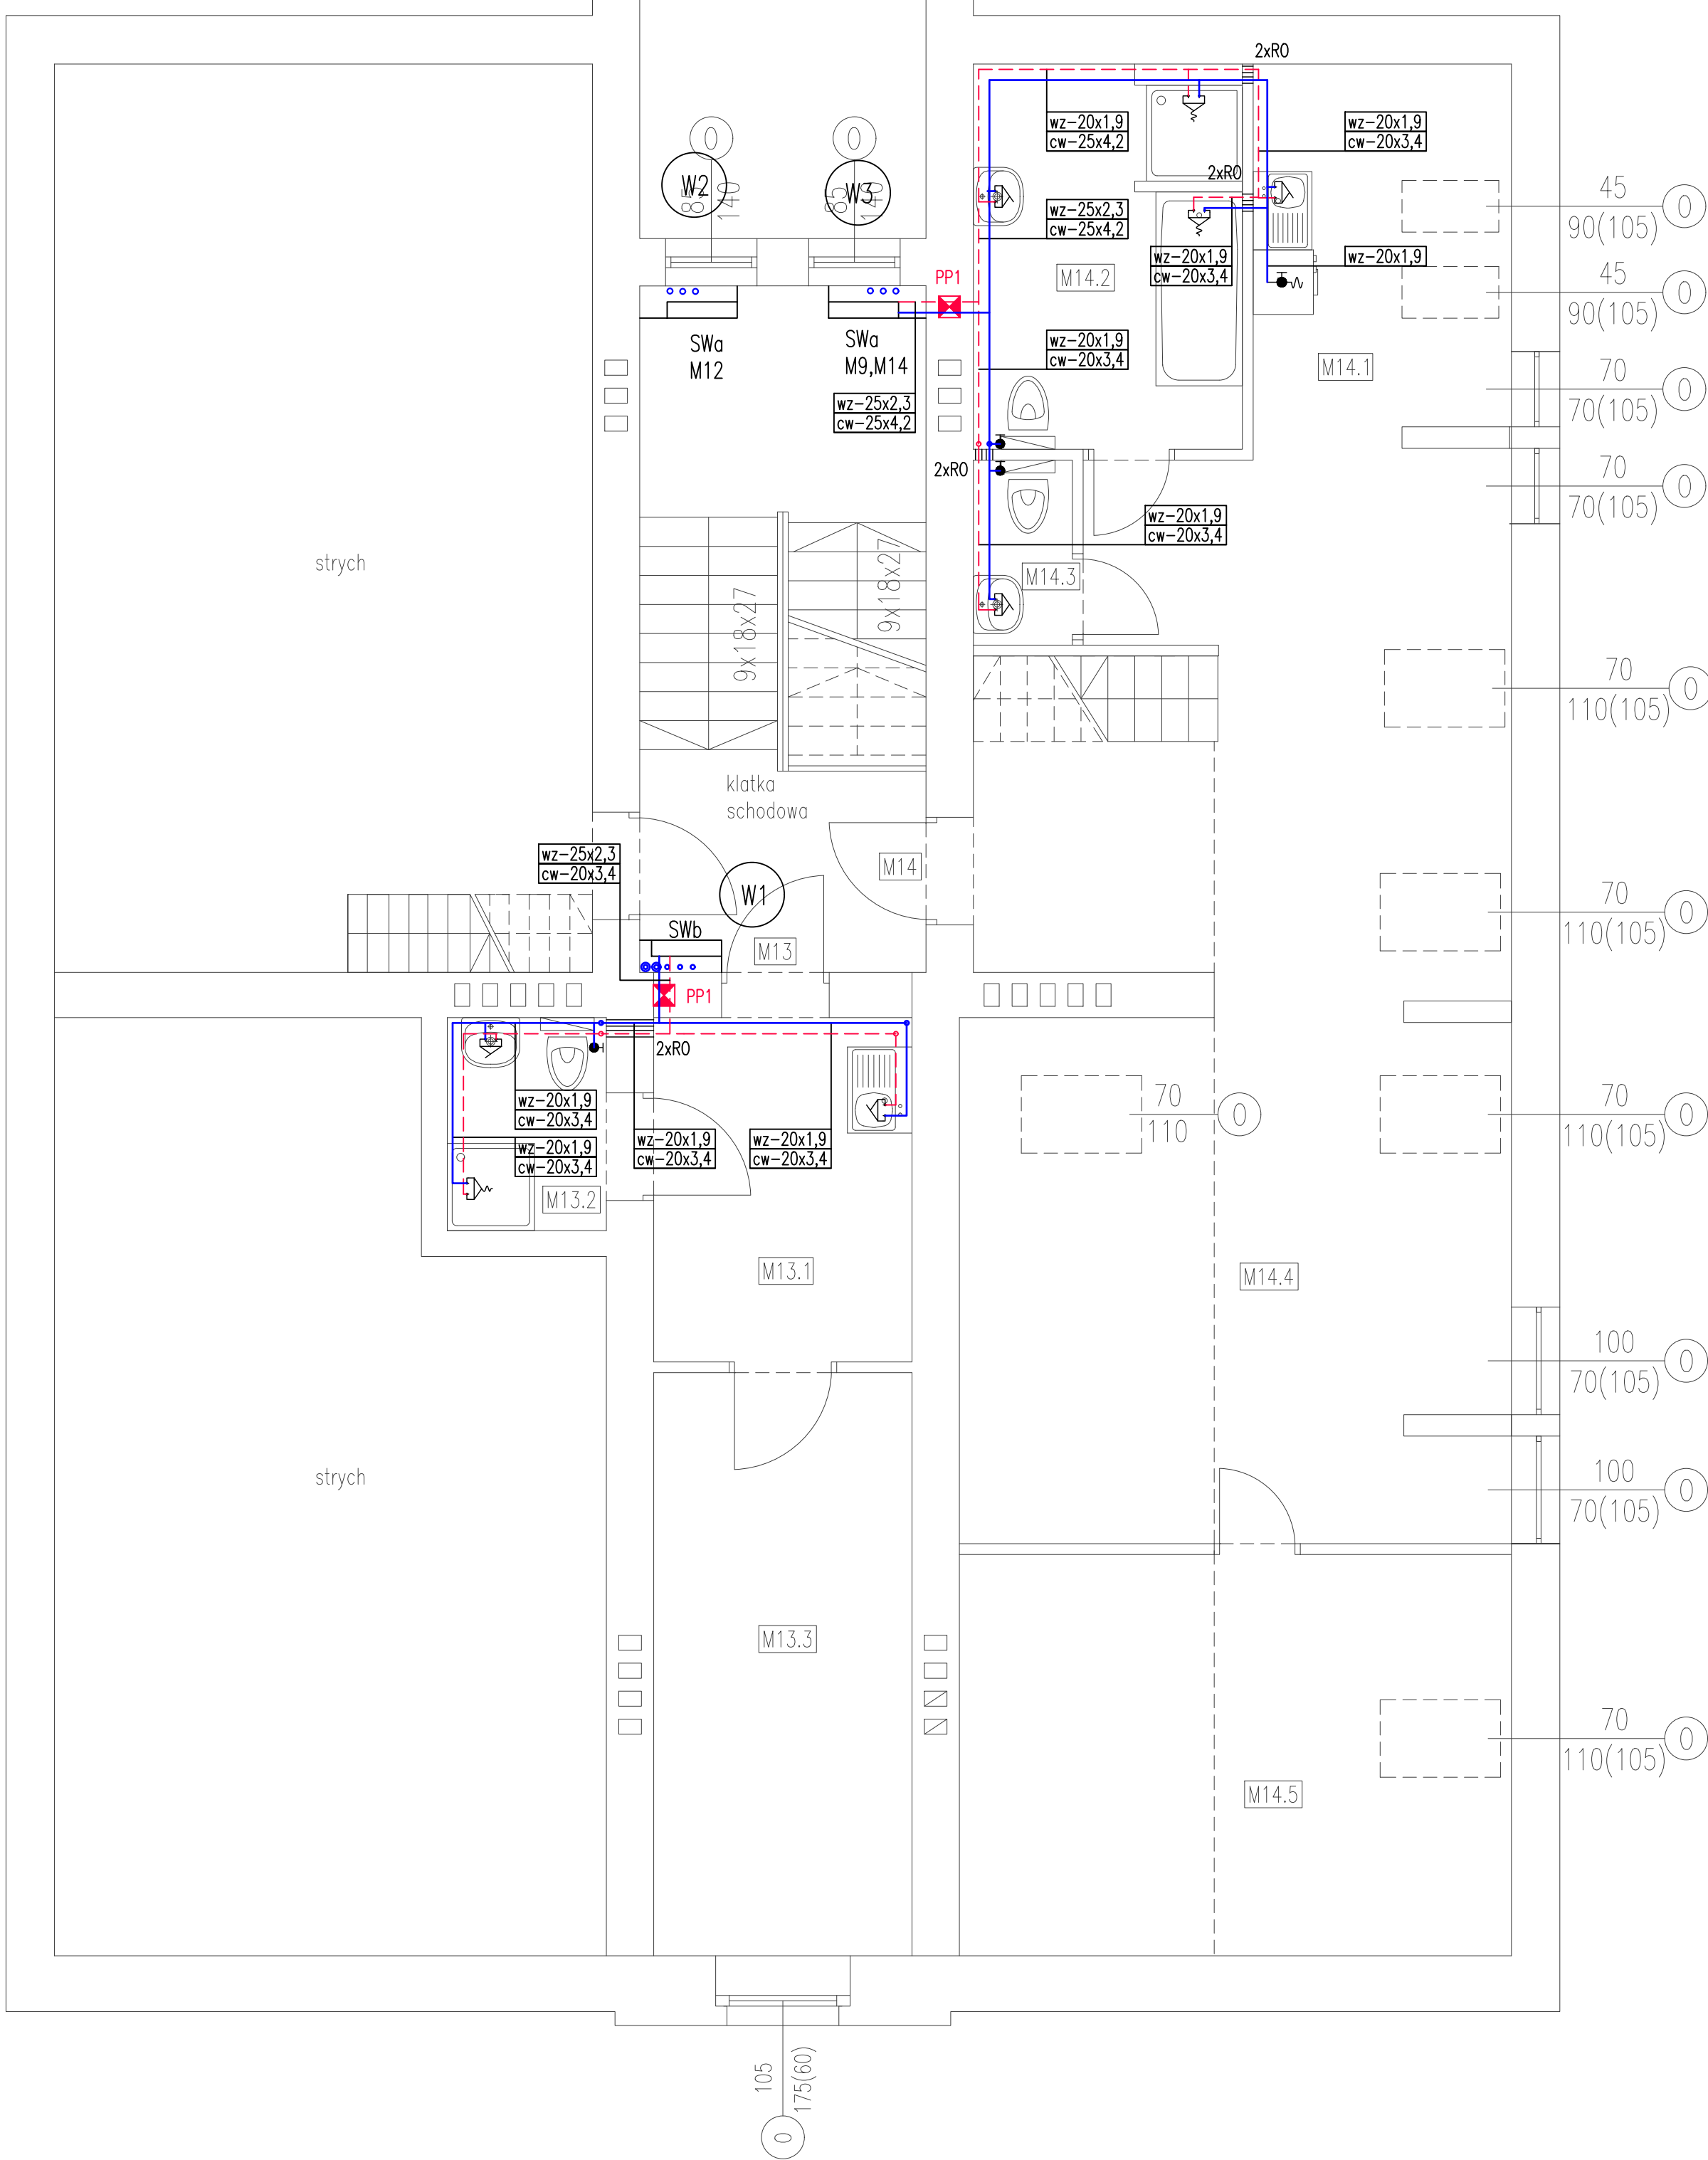 2xRO
wz-20x1,9
cw-25x4,2
wz-20x1,9
cw-20x3,4
O
O
W2
85
140
W3
85
140
2xRO
45
90(105)
O
wz-25x2,3
cw-25x4,2
wz-20x1,9
cw-20x3,4
wz-20x1,9
M14.2
PP1
45
90(105)
O
SWa
M12
SWa
M9,M14
wz-20x1,9
cw-20x3,4
M14.1
70
70(105)
O
wz-25x2,3
cw-25x4,2
2xRO
70
70(105)
O
wz-20x1,9
cw-20x3,4
strych
9x18x27
9x18x27
M14.3
70
110(105)
O
klatka
schodowa
wz-25x2,3
cw-20x3,4
M14
W1
70
110(105)
O
SWb
M13
PP1
2xRO
wz-20x1,9
cw-20x3,4
wz-20x1,9
cw-20x3,4
wz-20x1,9
cw-20x3,4
wz-20x1,9
cw-20x3,4
70
110
O
70
110(105)
O
M13.2
M13.1
M14.4
100
70(105)
O
strych
100
70(105)
O
M13.3
70
110(105)
O
M14.5
105
175(60)
O